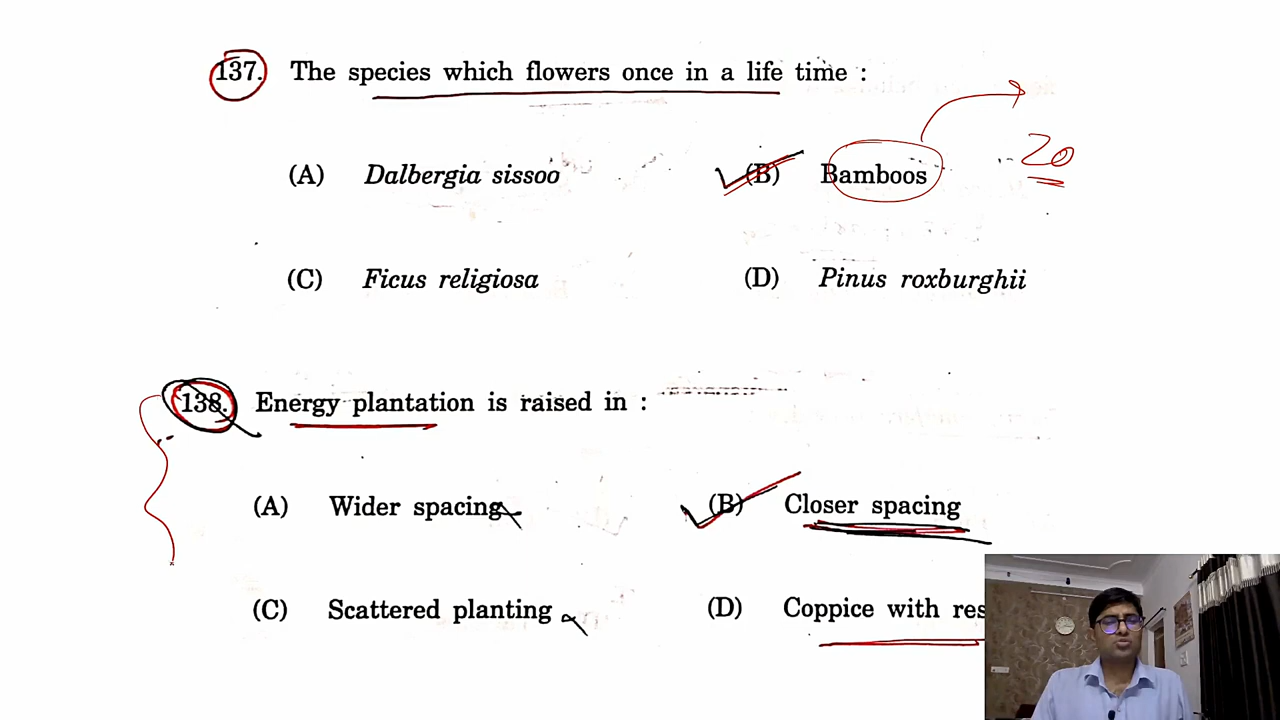 137. The species which flowers once in a life time :
(A) Dalbergia sissoo (B) Bamboos 20
(C) Ficus religiosa (D) Pinus roxburghii
138. Energy plantation is raised in :
(A) Wider spacing (B) Closer spacing
(C) Scattered planting (D) Coppice with res